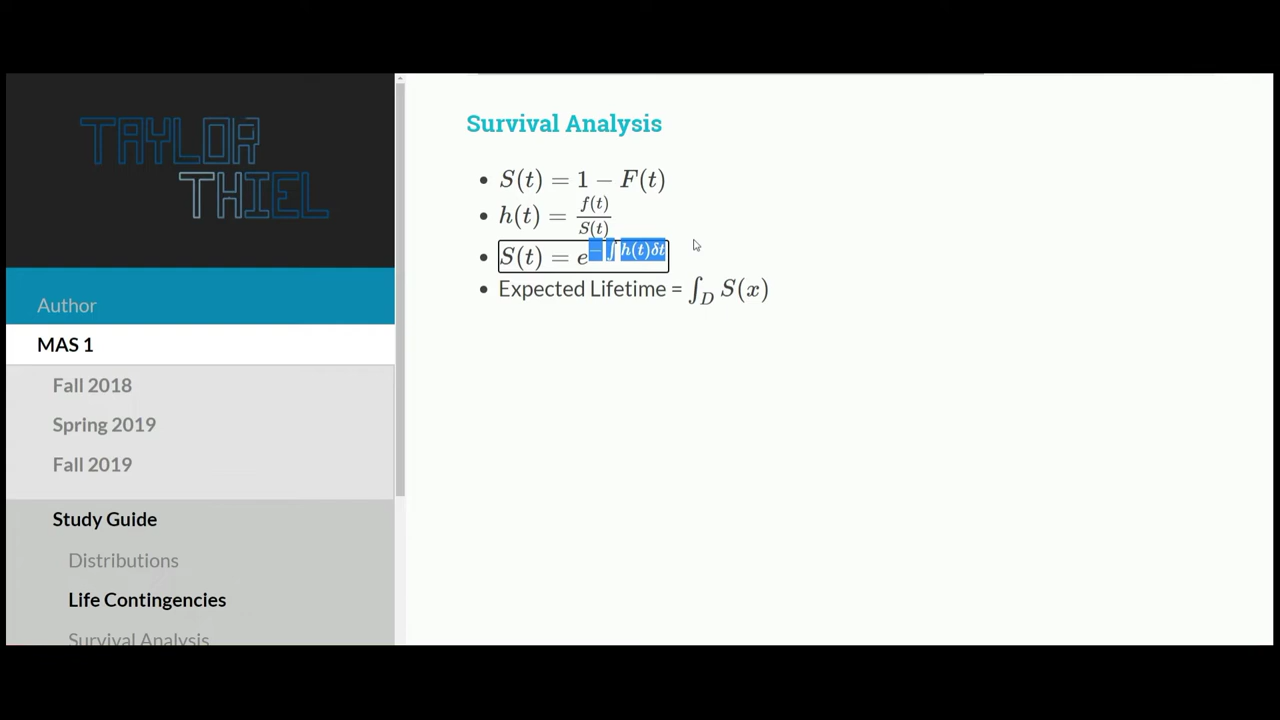 TAYLOR
THIEL
Author
MAS 1
Fall 2018
Spring 2019
Fall 2019
Study Guide
Distributions
Life Contingencies
Survival Analysis
Survival Analysis
• S(t) = 1 − F(t)
• h(t) = f(t)/S(t)
• S(t) = e^{−∫h(t)δt}
• Expected Lifetime = ∫_D S(x)